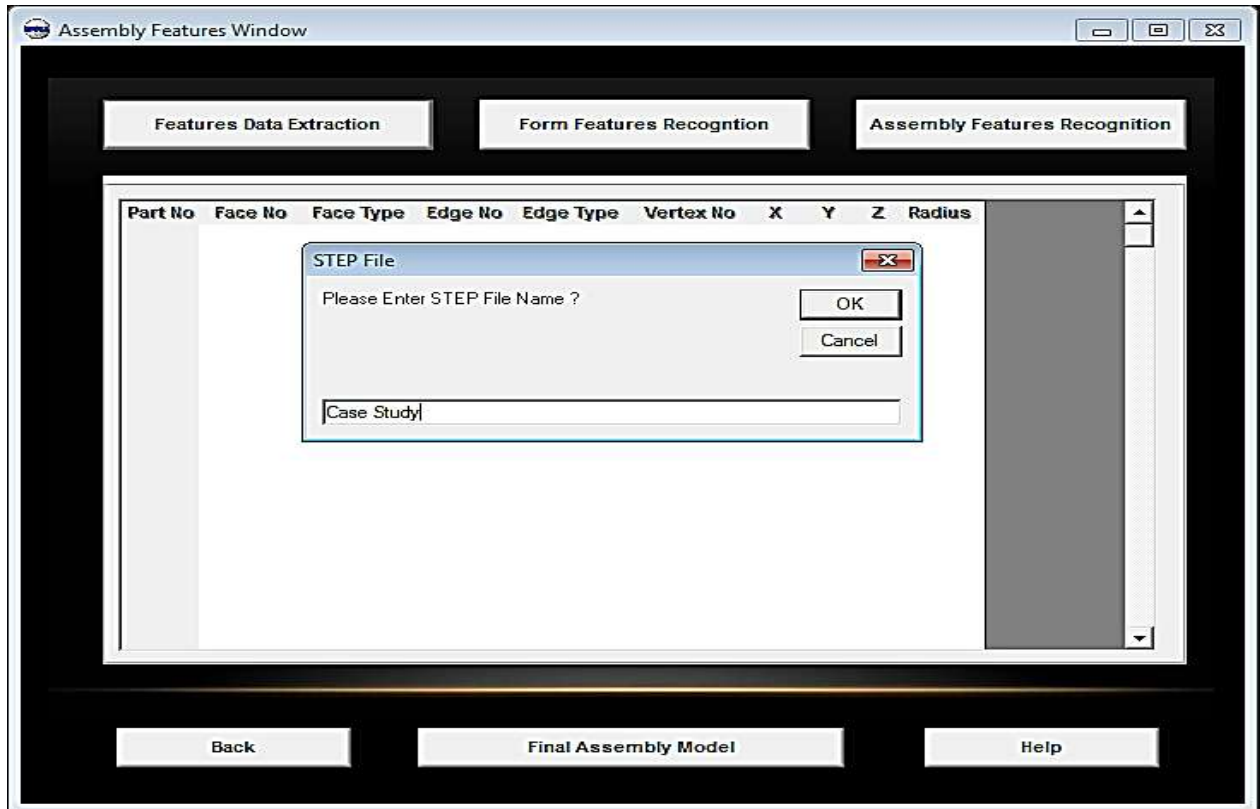 Assembly Features Window
Features Data Extraction
Form Features Recogntion
Assembly Features Recognition
Part No Face No Face Type Edge No Edge Type Vertex No X Y Z Radius
STEP File
Please Enter STEP File Name ?
OK
Cancel
Case Study
Back
Final Assembly Model
Help